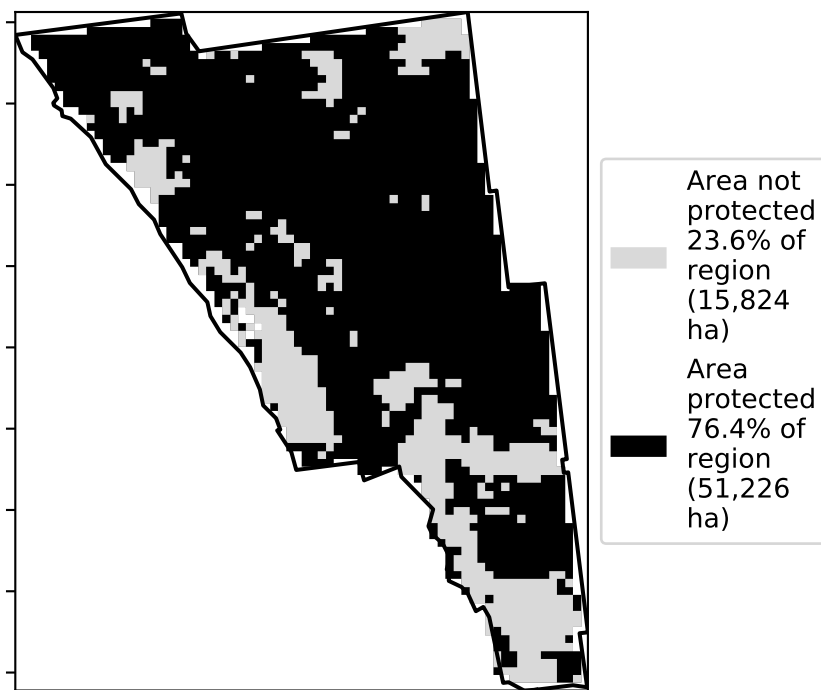 Area not
protected
23.6% of
region
(15,824
ha)
Area
protected
76.4% of
region
(51,226
ha)